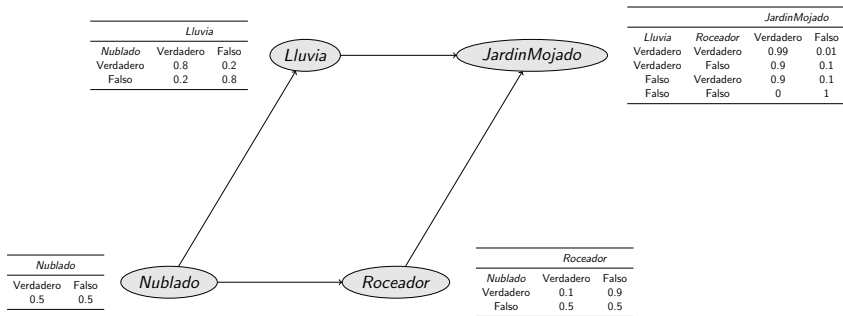 Lluvia
Nublado Verdadero Falso
Verdadero 0.8 0.2
Falso 0.2 0.8
Lluvia
JardinMojado
JardinMojado
Lluvia Roceador Verdadero Falso
Verdadero Verdadero 0.99 0.01
Verdadero Falso 0.9 0.1
Falso Verdadero 0.9 0.1
Falso Falso 0 1
Nublado
Verdadero Falso
0.5 0.5
Nublado
Roceador
Roceador
Nublado Verdadero Falso
Verdadero 0.1 0.9
Falso 0.5 0.5